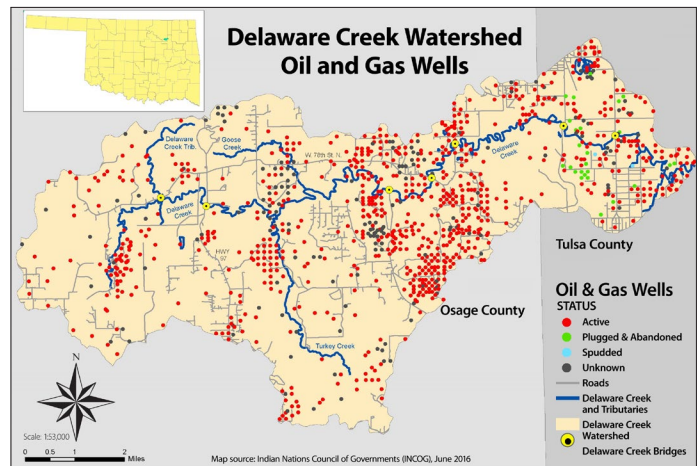 Delaware Creek Watershed
Oil and Gas Wells
Delaware
Creek Trib.
Goose
Creek
W. 76th St. N.
Delaware
Creek
Delaware
Creek
HWY
97
Turkey Creek
Tulsa County
Osage County
Oil & Gas Wells
STATUS
Active
Plugged & Abandoned
Spudded
Unknown
Roads
Delaware Creek
and Tributaries
Delaware Creek
Watershed
Delaware Creek Bridges
N
Scale: 1:53,000
0 0.5 1 2
Miles
Map source: Indian Nations Council of Governments (INCOG), June 2016